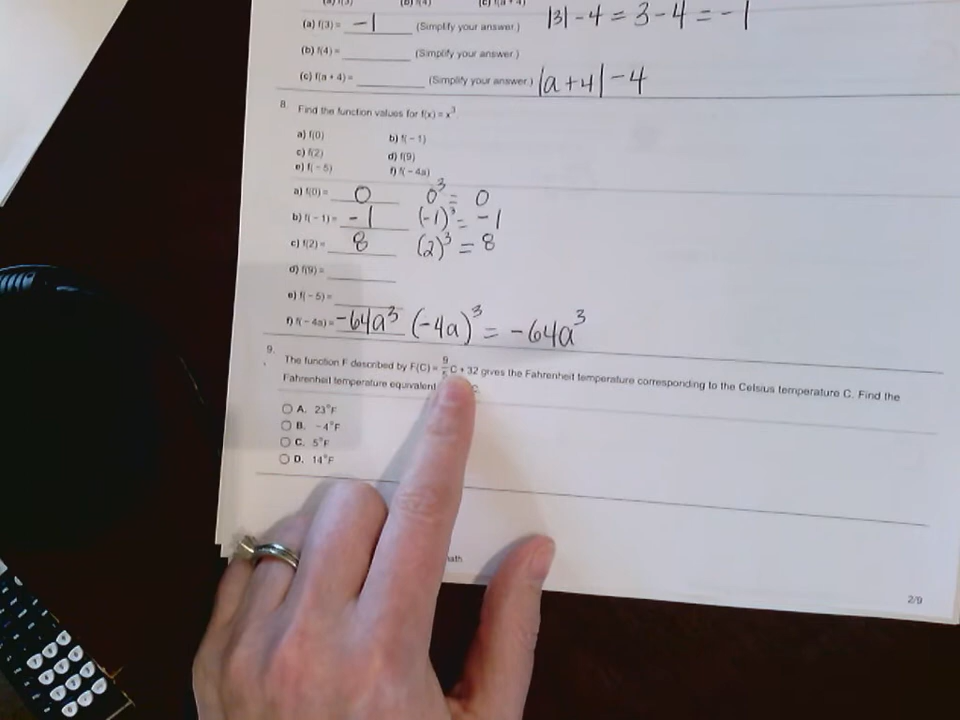 (a) f(3) (b) f(4) (c) f(a + 4)
(a) f(3) = -1 (Simplify your answer.) |3| - 4 = 3 - 4 = -1
(b) f(4) = (Simplify your answer.)
(c) f(a + 4) = (Simplify your answer.) |a + 4| - 4
8. Find the function values for f(x) = x³.
a) f(0) b) f( - 1)
c) f(2) d) f(9)
e) f( - 5) f) f( - 4a)
a) f(0) = 0 0³ = 0
b) f( - 1) = -1 (-1)³ = -1
c) f(2) = 8 (2)³ = 8
d) f(9) =
e) f( - 5) =
f) f( - 4a) = -64a³ (-4a)³ = -64a³
9.
The function F described by F(C) = 9/5 C + 32 gives the Fahrenheit temperature corresponding to the Celsius temperature C. Find the
Fahrenheit temperature equivalent C.
A. 23°F
B. - 4°F
C. 5°F
D. 14°F
2/9